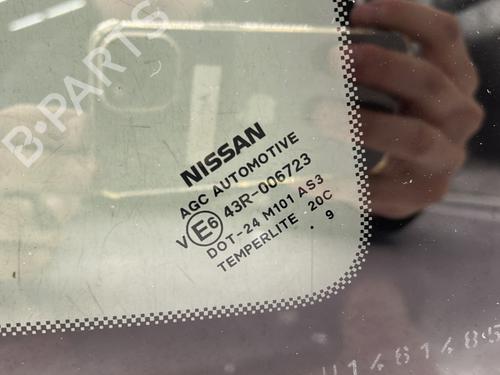 B-PARTS
NISSAN
AGC AUTOMOTIVE
V E6 43R-006723
DOT-24 M101 AS3
TEMPERLITE 20C
. 9